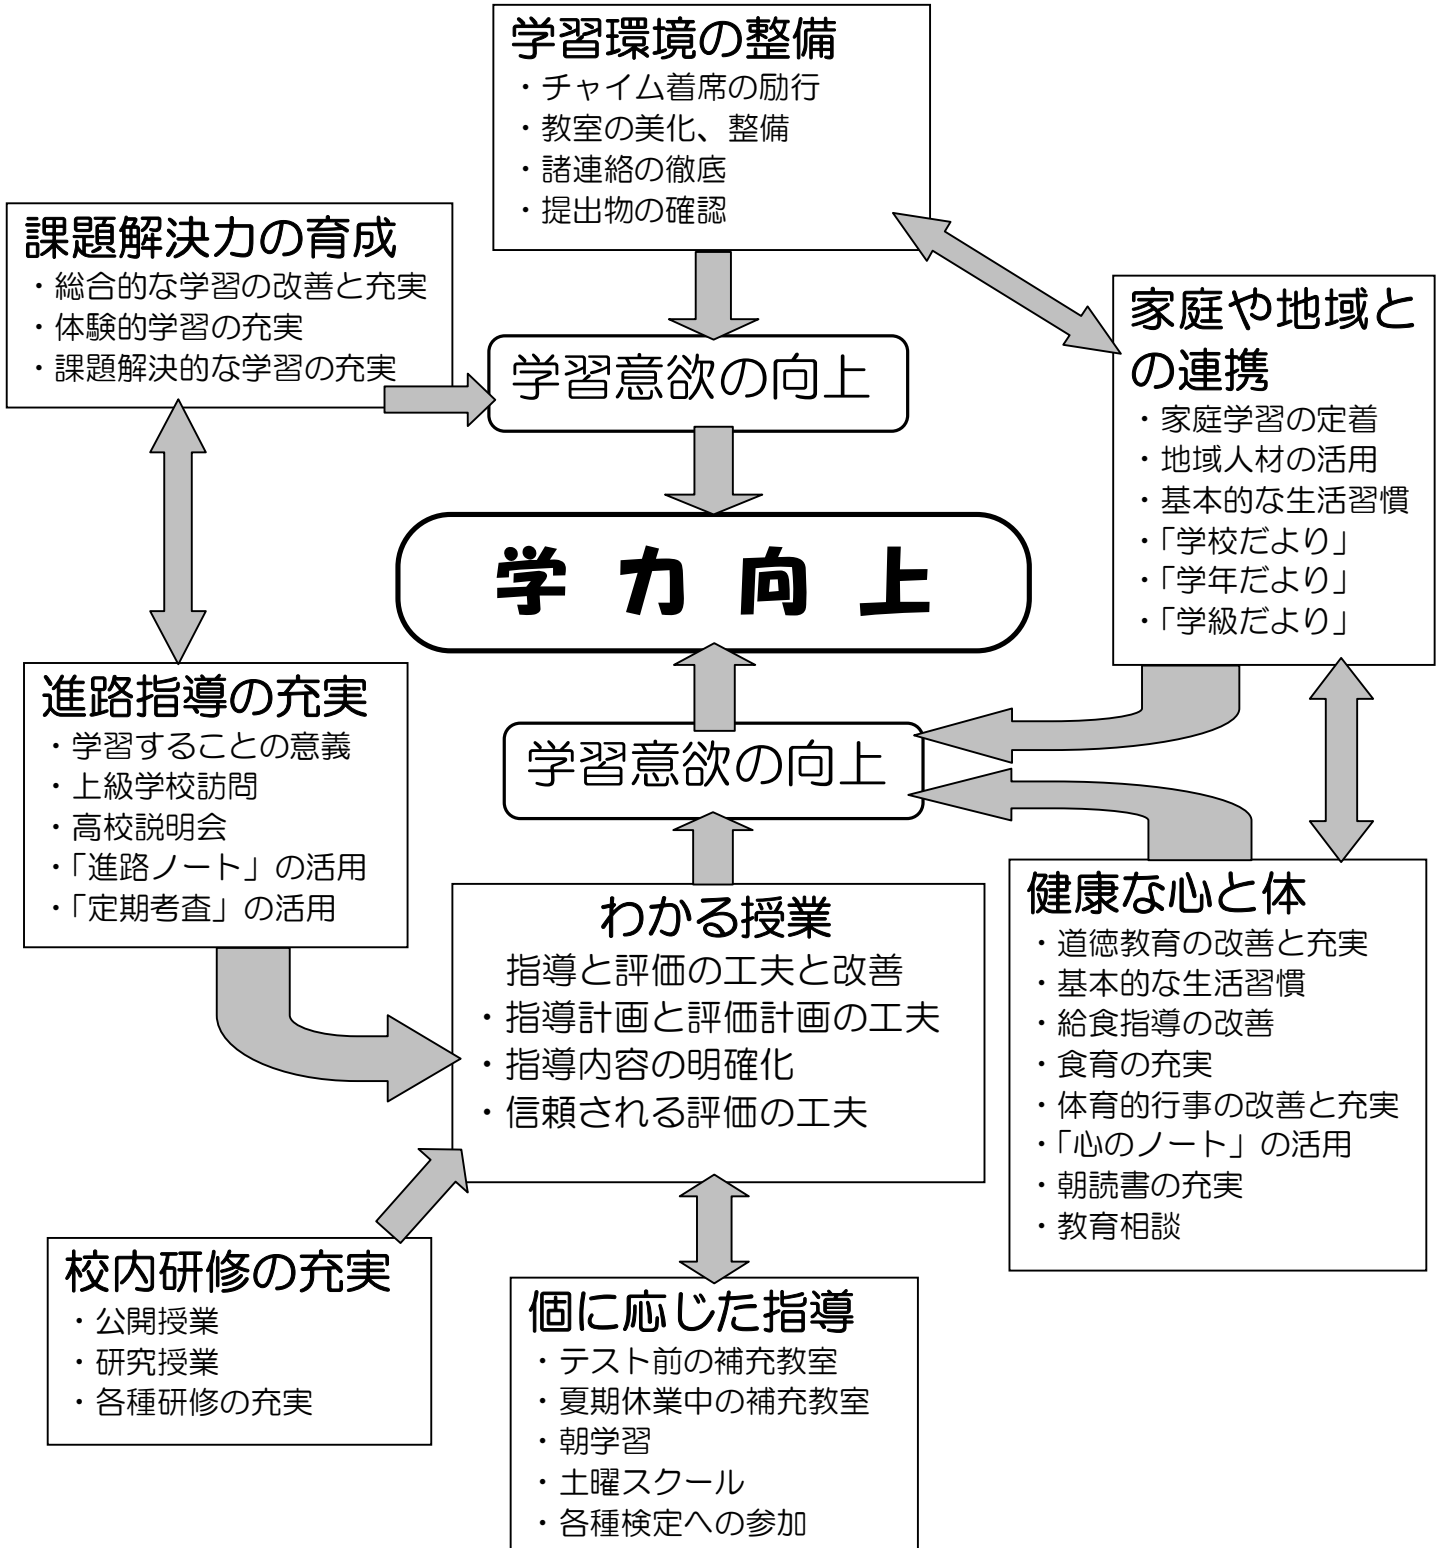 学習環境の整備
・チャイム着席の励行
・教室の美化、整備
・諸連絡の徹底
・提出物の確認
課題解決力の育成
・総合的な学習の改善と充実
・体験的学習の充実
・課題解決的な学習の充実
学習意欲の向上
家庭や地域と
の連携
・家庭学習の定着
・地域人材の活用
・基本的な生活習慣
・「学校だより」
・「学年だより」
・「学級だより」
学 力 向 上
進路指導の充実
・学習することの意義
・上級学校訪問
・高校説明会
・「進路ノート」の活用
・「定期考査」の活用
学習意欲の向上
わかる授業
指導と評価の工夫と改善
・指導計画と評価計画の工夫
・指導内容の明確化
・信頼される評価の工夫
健康な心と体
・道徳教育の改善と充実
・基本的な生活習慣
・給食指導の改善
・食育の充実
・体育的行事の改善と充実
・「心のノート」の活用
・朝読書の充実
・教育相談
校内研修の充実
・公開授業
・研究授業
・各種研修の充実
個に応じた指導
・テスト前の補充教室
・夏期休業中の補充教室
・朝学習
・土曜スクール
・各種検定への参加